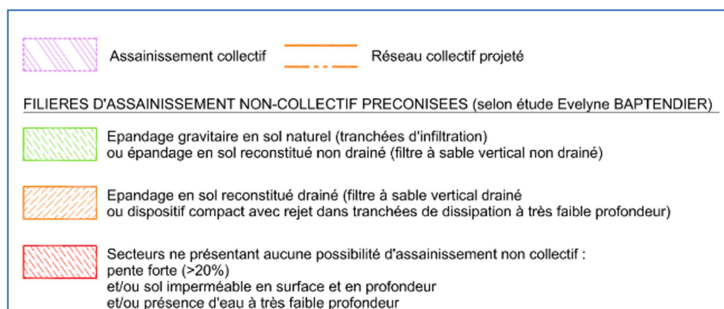 Assainissement collectif Réseau collectif projeté
FILIERES D'ASSAINISSEMENT NON-COLLECTIF PRECONISEES (selon étude Evelyne BAPTENDIER)
Epandage gravitaire en sol naturel (tranchées d'infiltration)
ou épandage en sol reconstitué non drainé (filtre à sable vertical non drainé)
Epandage en sol reconstitué drainé (filtre à sable vertical drainé
ou dispositif compact avec rejet dans tranchées de dissipation à très faible profondeur)
Secteurs ne présentant aucune possibilité d'assainissement non collectif :
pente forte (>20%)
et/ou sol imperméable en surface et en profondeur
et/ou présence d'eau à très faible profondeur